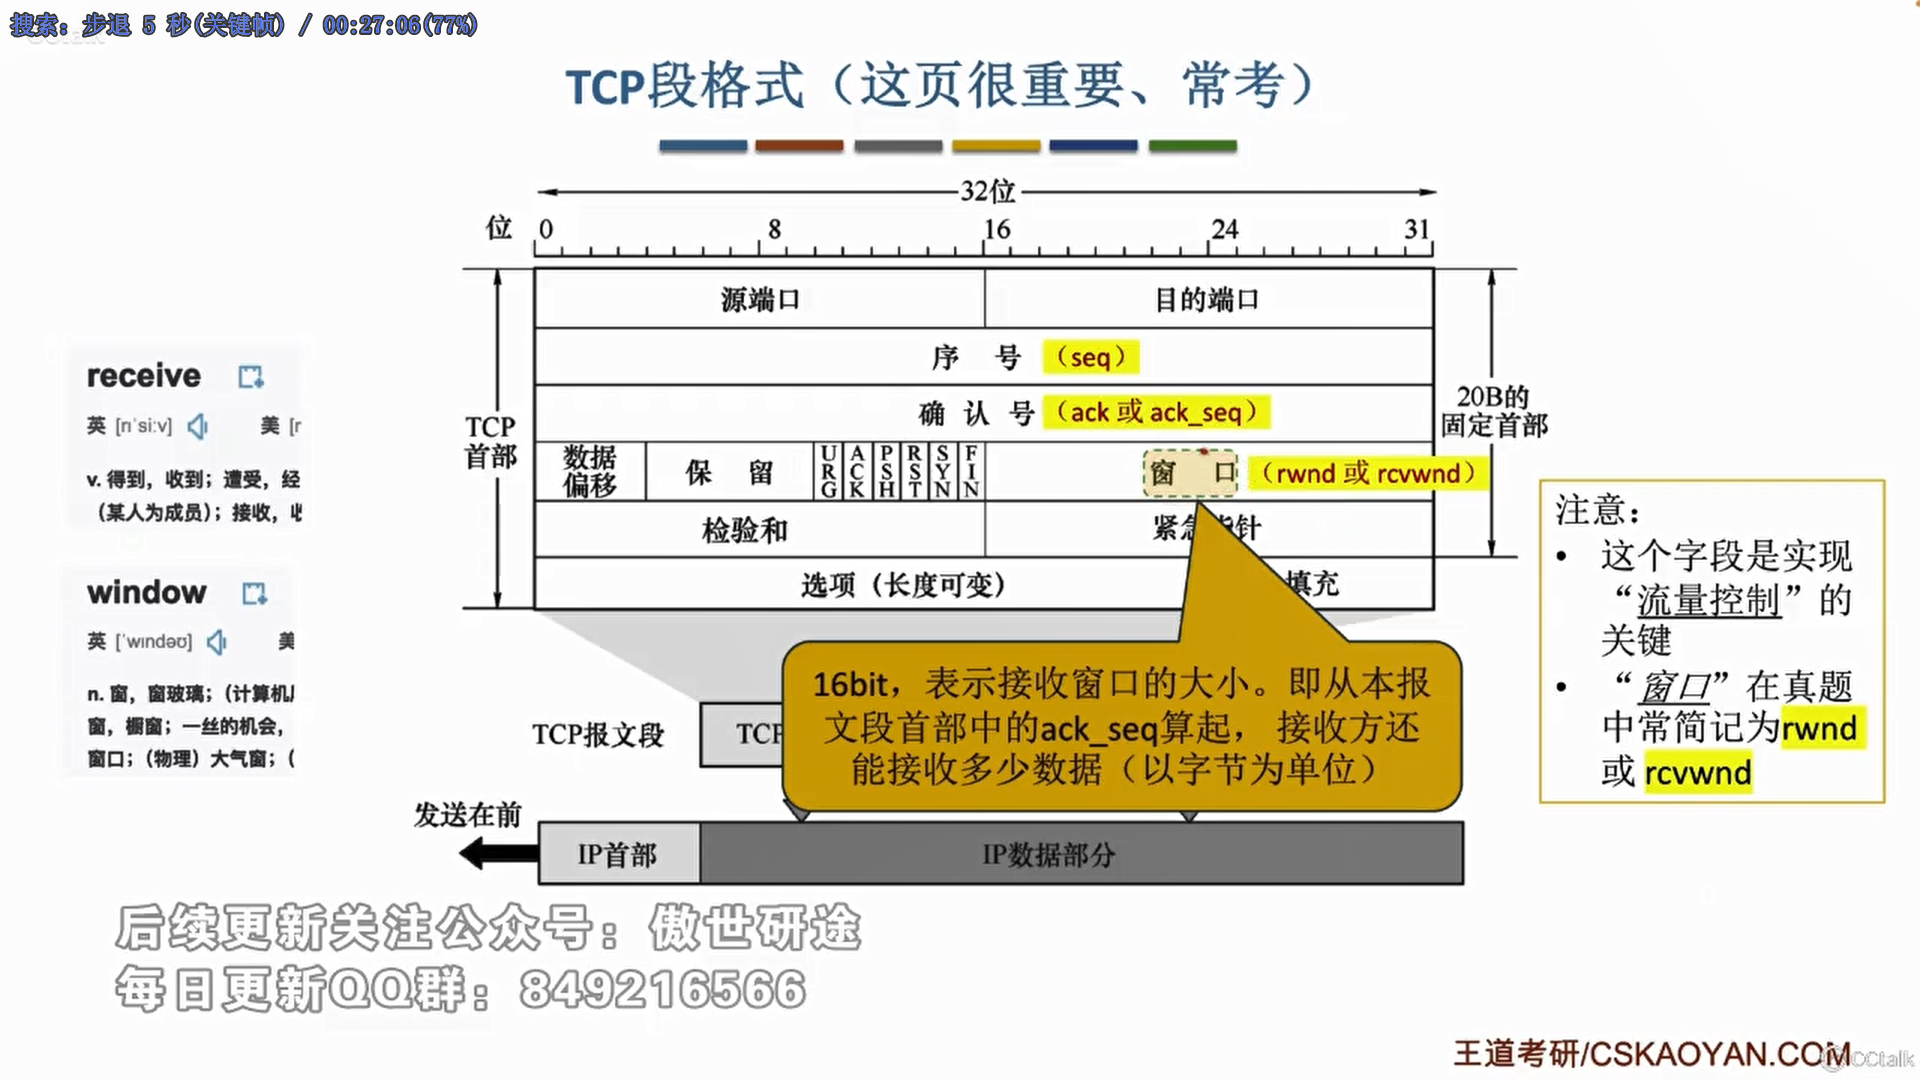 搜索: 步退 5 秒(关键帧) / 00:27:06(77%)
TCP段格式（这页很重要、常考）
32位
位 0 8 16 24 31
源端口 目的端口
序 号 （seq）
确 认 号 （ack 或 ack_seq）
TCP
首部
数据
偏移
保 留
URG ACK PSH RST SYN FIN
窗 口 （rwnd 或 rcvwnd）
检验和
选项（长度可变） 填充
20B的
固定首部
receive
英 [rɪˈsiːv] 美 [r
v. 得到，收到；遭受，经
（某人为成员）；接收，
window
英 [ˈwɪndəʊ] 美
n. 窗，窗玻璃；（计算机
窗，橱窗；一丝的机会，
窗口；（物理）大气窗；（
16bit，表示接收窗口的大小。即从本报
文段首部中的ack_seq算起，接收方还
能接收多少数据（以字节为单位）
注意：
• 这个字段是实现
“流量控制”的
关键
• “窗口”在真题
中常简记为rwnd
或 rcvwnd
TCP报文段 TCP
发送在前
IP首部 IP数据部分
后续更新关注公众号：傲世研途
每日更新QQ群：849216566
王道考研/CSKAOYAN.COM
CCtalk